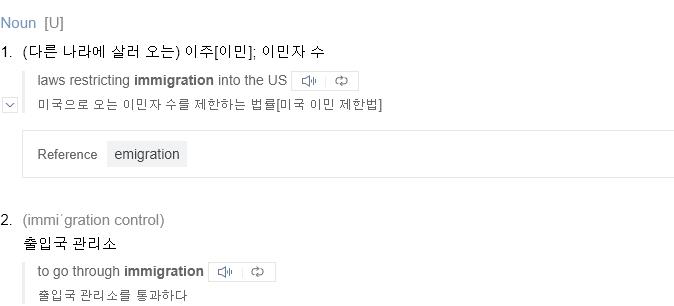 Noun [U]
1. (다른 나라에 살러 오는) 이주[이민]; 이민자 수
laws restricting immigration into the US
미국으로 오는 이민자 수를 제한하는 법률[미국 이민 제한법]
Reference emigration
2. (immiˈgration control)
출입국 관리소
to go through immigration
출입국 관리소를 통과하다